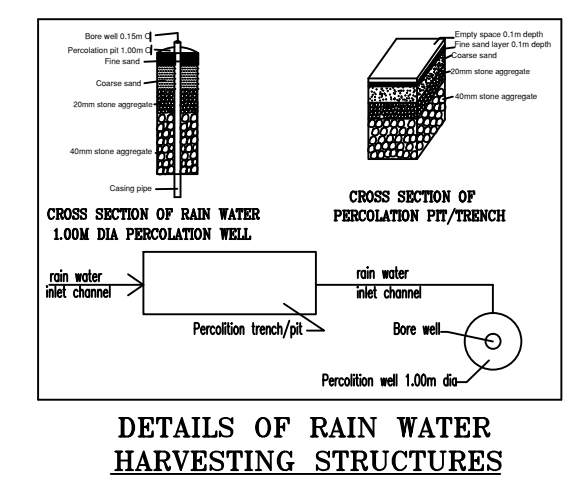 Bore well 0.15m
Percolation pit 1.00m
Fine sand
Coarse sand
20mm stone aggregate
40mm stone aggregate
Casing pipe
CROSS SECTION OF RAIN WATER
1.00M DIA PERCOLATION WELL
Empty space 0.1m depth
Fine sand layer 0.1m depth
Coarse sand
20mm stone aggregate
40mm stone aggregate
CROSS SECTION OF
PERCOLATION PIT/TRENCH
rain water
inlet channel
Percolition trench/pit
rain water
inlet channel
Bore well
Percolition well 1.00m dia
DETAILS OF RAIN WATER
HARVESTING STRUCTURES